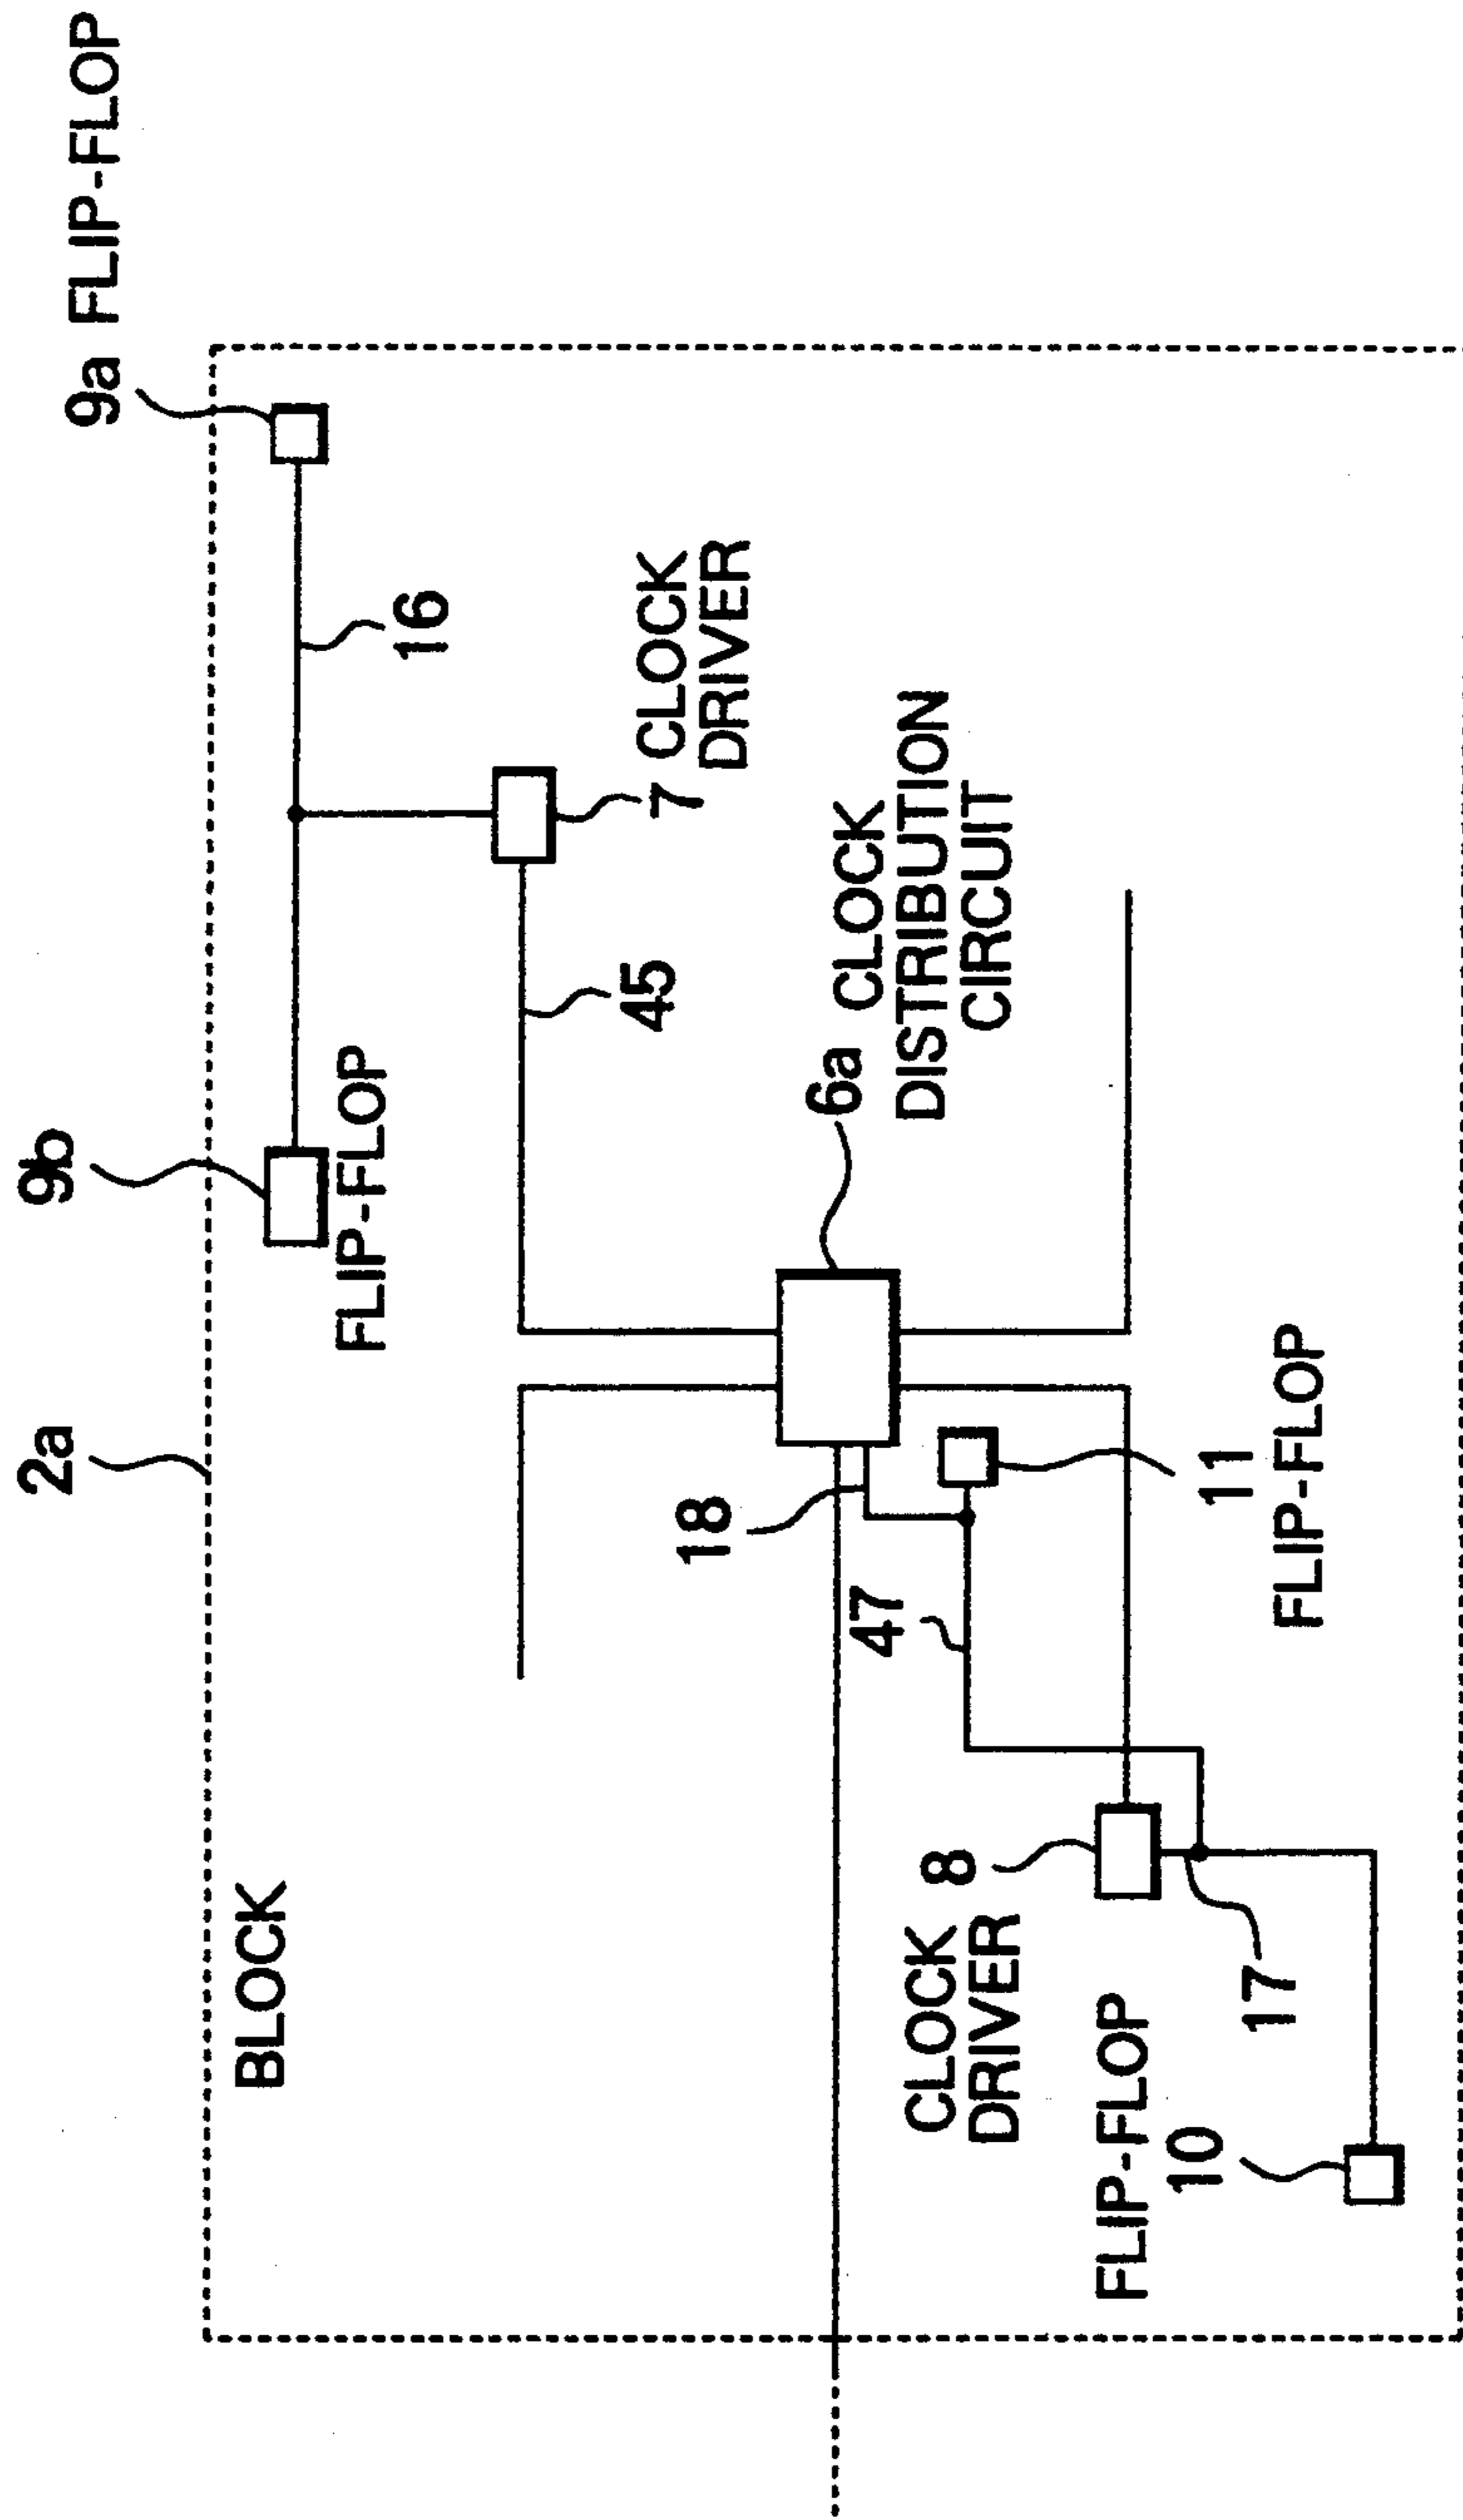 9a FLIP-FLOP
9b
2a
FLIP-FLOP
BLOCK
16
45
7 CLOCK
DRIVER
6a CLOCK
DISTRIBUTION
CIRCUIT
18
47
8
CLOCK
DRIVER
FLIP-FLOP
10
17
11
FLIP-FLOP